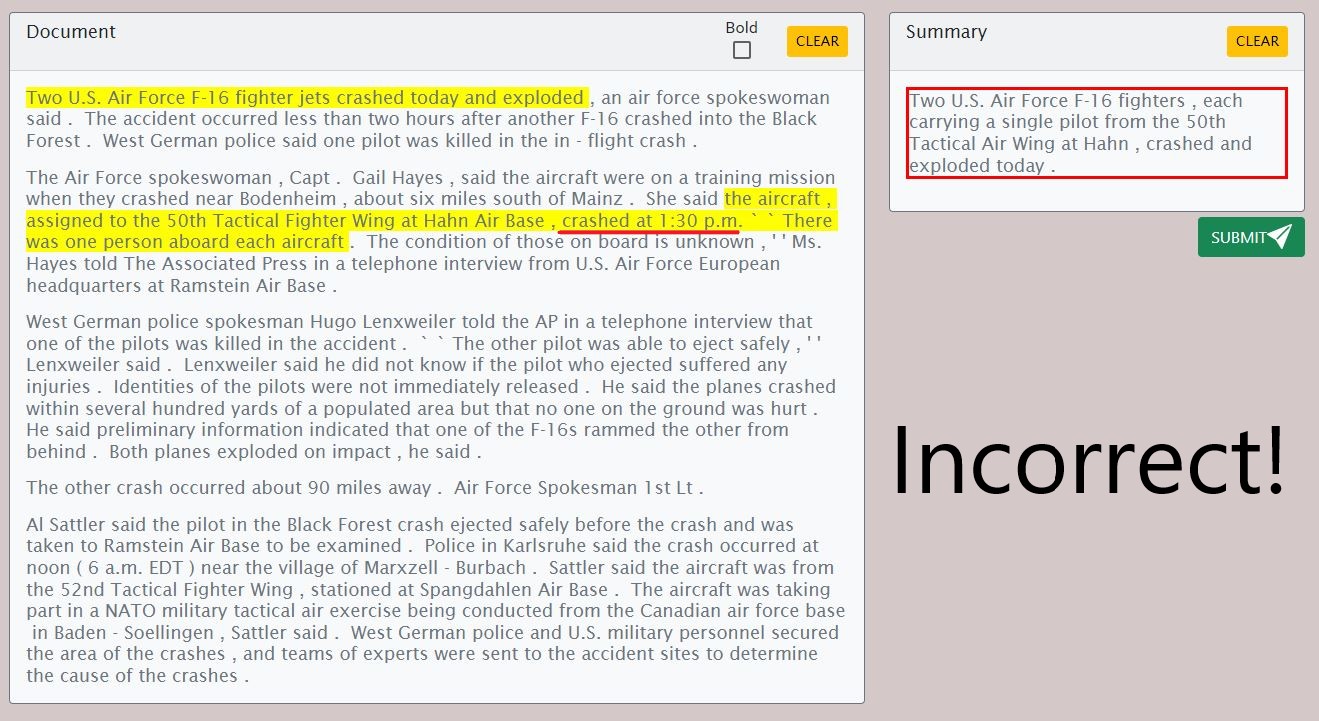 Document
Bold
CLEAR
Two U.S. Air Force F-16 fighter jets crashed today and exploded , an air force spokeswoman
said . The accident occurred less than two hours after another F-16 crashed into the Black
Forest . West German police said one pilot was killed in the in - flight crash .
The Air Force spokeswoman , Capt . Gail Hayes , said the aircraft were on a training mission
when they crashed near Bodenheim , about six miles south of Mainz . She said the aircraft ,
assigned to the 50th Tactical Fighter Wing at Hahn Air Base , crashed at 1:30 p.m. ` ` There
was one person aboard each aircraft . The condition of those on board is unknown , ' ' Ms.
Hayes told The Associated Press in a telephone interview from U.S. Air Force European
headquarters at Ramstein Air Base .
West German police spokesman Hugo Lenxweiler told the AP in a telephone interview that
one of the pilots was killed in the accident . ` ` The other pilot was able to eject safely , ' '
Lenxweiler said . Lenxweiler said he did not know if the pilot who ejected suffered any
injuries . Identities of the pilots were not immediately released . He said the planes crashed
within several hundred yards of a populated area but that no one on the ground was hurt .
He said preliminary information indicated that one of the F-16s rammed the other from
behind . Both planes exploded on impact , he said .
The other crash occurred about 90 miles away . Air Force Spokesman 1st Lt .
Al Sattler said the pilot in the Black Forest crash ejected safely before the crash and was
taken to Ramstein Air Base to be examined . Police in Karlsruhe said the crash occurred at
noon ( 6 a.m. EDT ) near the village of Marxzell - Burbach . Sattler said the aircraft was from
the 52nd Tactical Fighter Wing , stationed at Spangdahlen Air Base . The aircraft was taking
part in a NATO military tactical air exercise being conducted from the Canadian air force base
in Baden - Soellingen , Sattler said . West German police and U.S. military personnel secured
the area of the crashes , and teams of experts were sent to the accident sites to determine
the cause of the crashes .
Summary
CLEAR
Two U.S. Air Force F-16 fighters , each
carrying a single pilot from the 50th
Tactical Air Wing at Hahn , crashed and
exploded today .
SUBMIT
Incorrect!